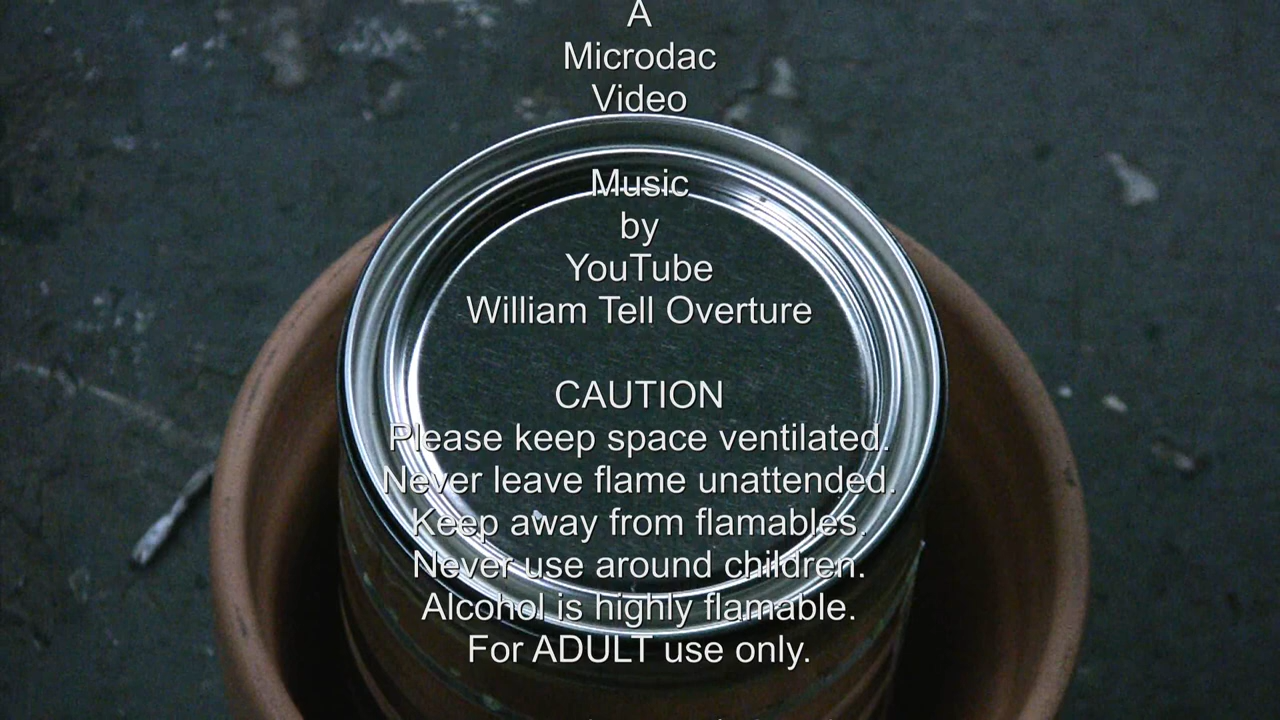 A
Microdac
Video
Music
by
YouTube
William Tell Overture
CAUTION
Please keep space ventilated.
Never leave flame unattended.
Keep away from flamables.
Never use around children.
Alcohol is highly flamable.
For ADULT use only.